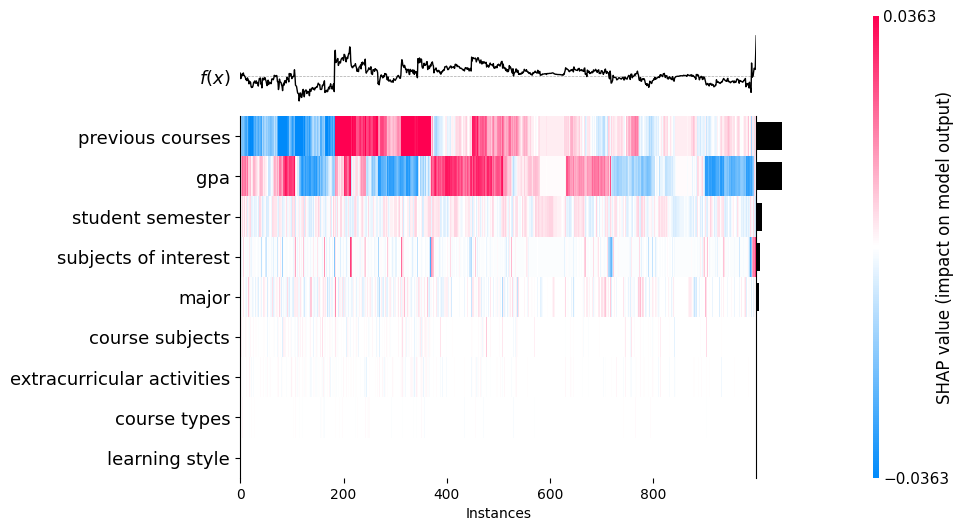 0.0363
f(x)
previous courses
gpa
student semester
subjects of interest
major
course subjects
extracurricular activities
course types
learning style
0 200 400 600 800
Instances
SHAP value (impact on model output)
−0.0363